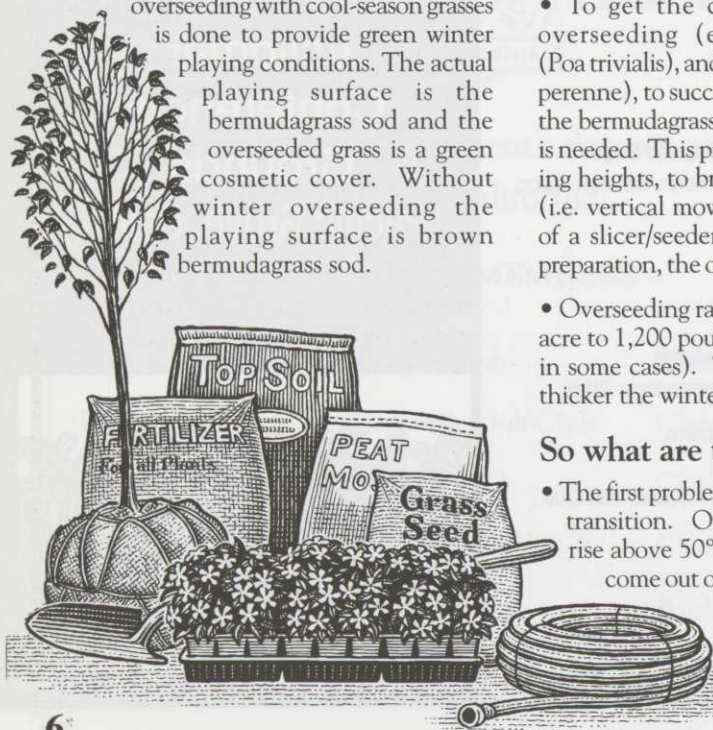 overseeding with cool-season grasses
is done to provide green winter
playing conditions. The actual
playing surface is the
bermudagrass sod and the
overseeded grass is a green
cosmetic cover. Without
winter overseeding the
playing surface is brown
bermudagrass sod.
TOP SOIL
FERTILIZER
For all Plants
PEAT
MO
Grass
Seed
6
• To get the
overseeding
(Poa trivialis), and
perenne), to succ
the bermudagrass
is needed. This p
ing heights, to br
(i.e. vertical mow
of a slicer/seeder
preparation, the o
• Overseeding ra
acre to 1,200 pou
in some cases).
thicker the winte
So what are t
• The first proble
transition. O
rise above 50°
come out o